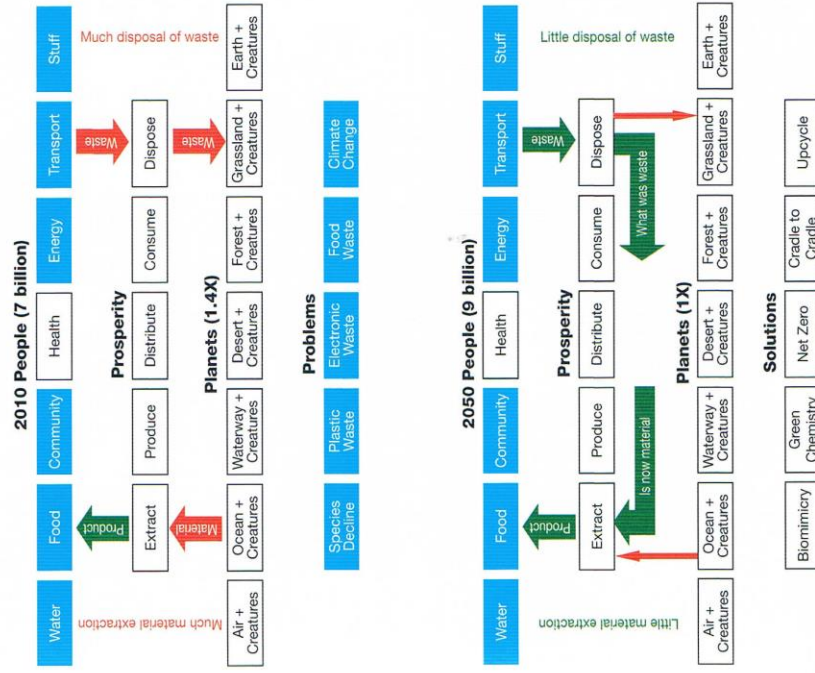 2010 People (7 billion)
Water
Food
Community
Health
Energy
Transport
Stuff
Much material extraction
Product
Waste
Much disposal of waste
Prosperity
Extract
Produce
Distribute
Consume
Dispose
Material
Waste
Planets (1.4X)
Air +
Creatures
Ocean +
Creatures
Waterway +
Creatures
Desert +
Creatures
Forest +
Creatures
Grassland +
Creatures
Earth +
Creatures
Problems
Species
Decline
Plastic
Waste
Electronic
Waste
Food
Waste
Climate
Change
2050 People (9 billion)
Water
Food
Community
Health
Energy
Transport
Stuff
Little material extraction
Product
Waste
Little disposal of waste
Prosperity
Extract
Produce
Distribute
Consume
Dispose
Is now material
What was waste
Planets (1X)
Air +
Creatures
Ocean +
Creatures
Waterway +
Creatures
Desert +
Creatures
Forest +
Creatures
Grassland +
Creatures
Earth +
Creatures
Solutions
Biomimicry
Green
Chemistry
Net Zero
Cradle to
Cradle
Upcycle